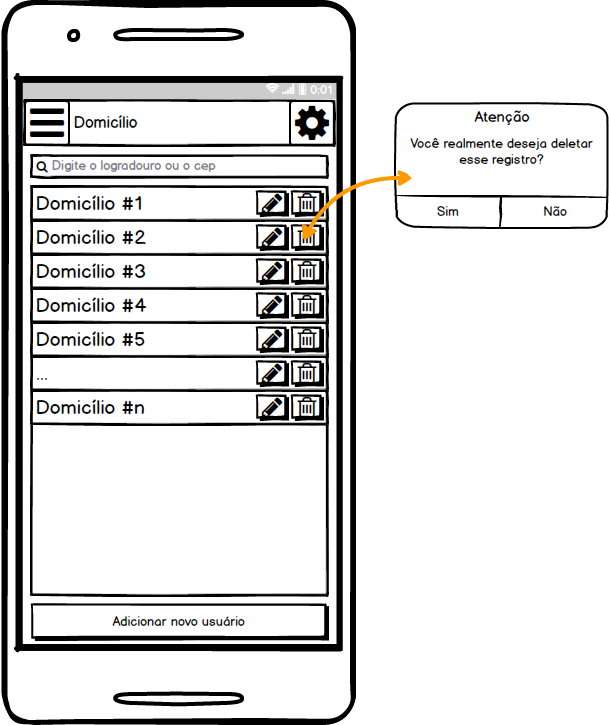 0:01
Domicílio
Digite o logradouro ou o cep
Domicílio #1
Domicílio #2
Domicílio #3
Domicílio #4
Domicílio #5
...
Domicílio #n
Adicionar novo usuário
Atenção
Você realmente deseja deletar
esse registro?
Sim
Não